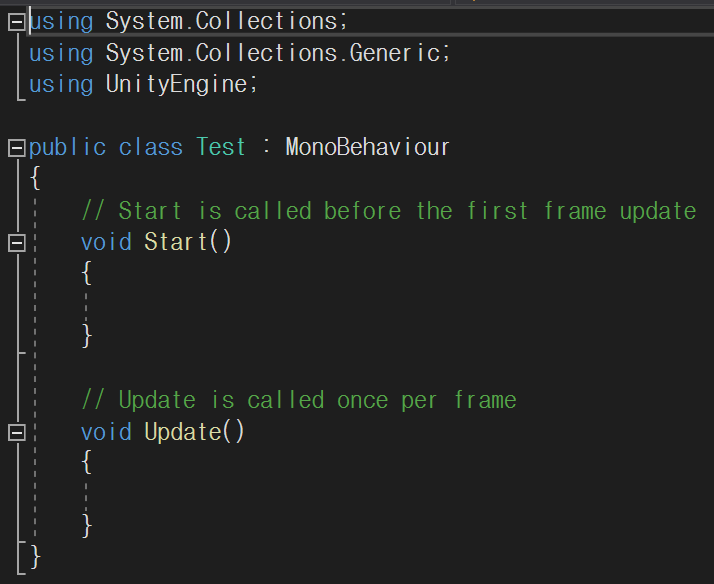 using System.Collections;
using System.Collections.Generic;
using UnityEngine;
public class Test : MonoBehaviour
{
// Start is called before the first frame update
void Start()
{
}
// Update is called once per frame
void Update()
{
}
}